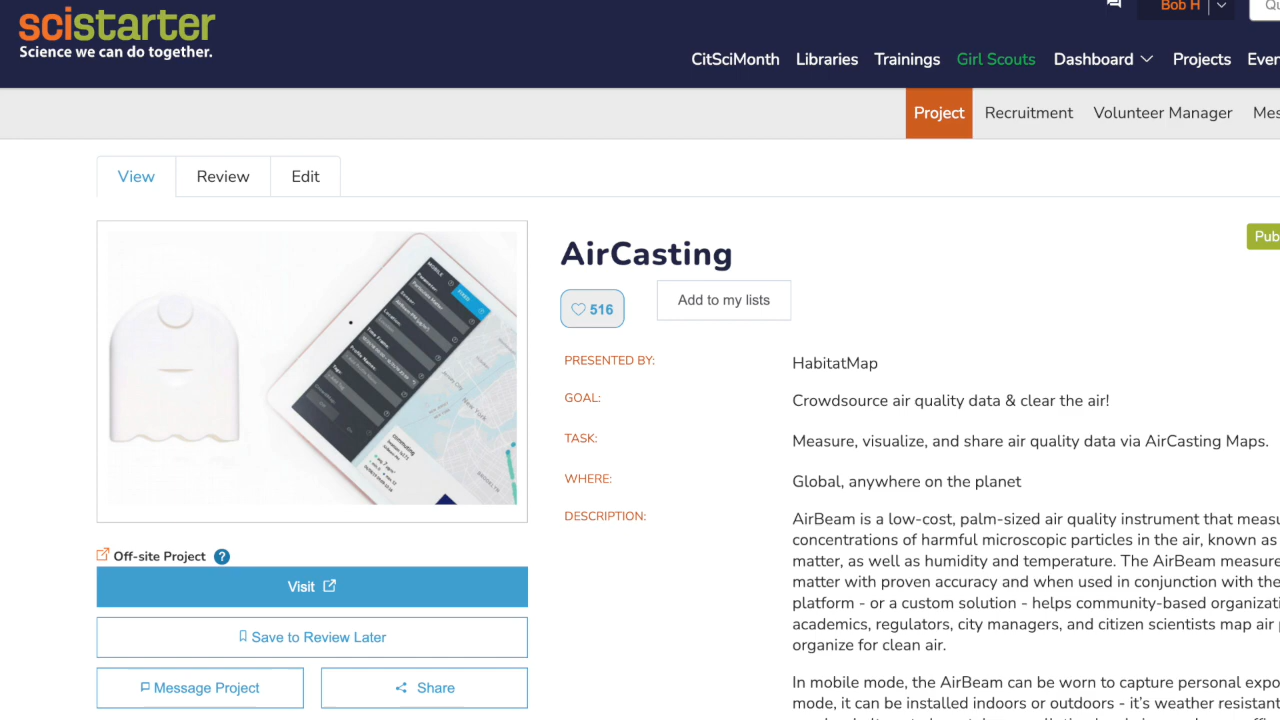 scistarter
Science we can do together.
Bob H
CitSciMonth Libraries Trainings Girl Scouts Dashboard Projects
Project Recruitment Volunteer Manager
View Review Edit
AirCasting
516
Add to my lists
PRESENTED BY: HabitatMap
GOAL: Crowdsource air quality data & clear the air!
TASK: Measure, visualize, and share air quality data via AirCasting Maps.
WHERE: Global, anywhere on the planet
DESCRIPTION: AirBeam is a low-cost, palm-sized air quality instrument that
concentrations of harmful microscopic particles in the air, known as
matter, as well as humidity and temperature. The AirBeam
matter with proven accuracy and when used in conjunction with the
platform - or a custom solution - helps community-based
academics, regulators, city managers, and citizen scientists map air
organize for clean air.
In mobile mode, the AirBeam can be worn to capture personal
mode, it can be installed indoors or outdoors - it's weather resistant
MOBILE
FIXED
New York
BROOKLYN
Off-site Project ?
Visit
Save to Review Later
Message Project Share